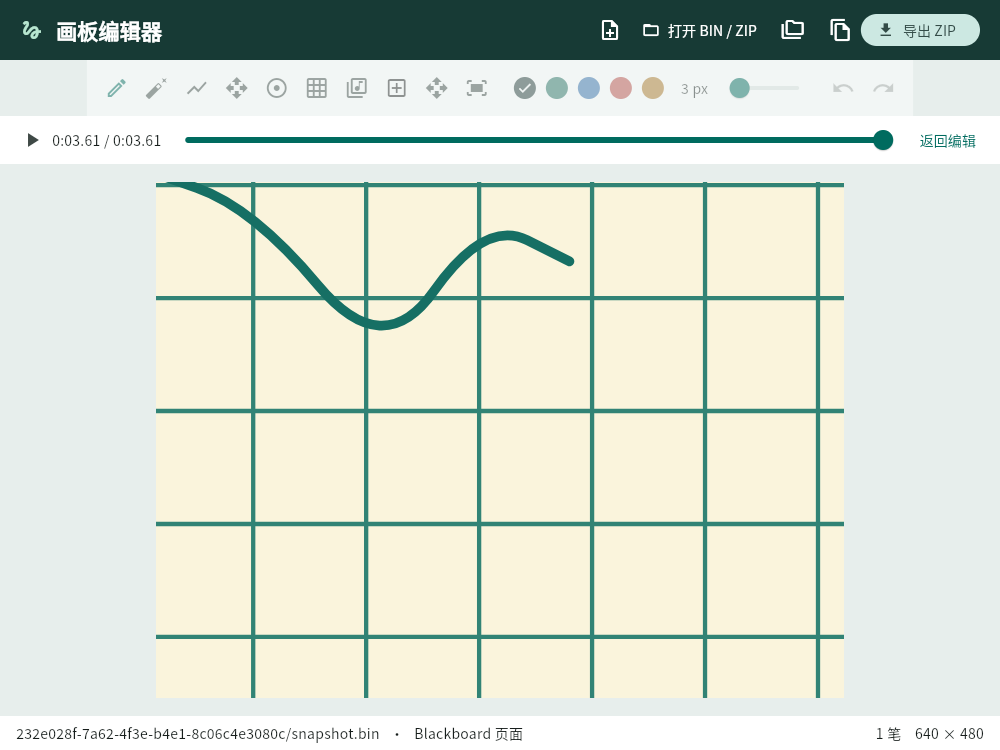 画板编辑器
打开 BIN / ZIP
导出 ZIP
3 px
0:03.61 / 0:03.61
返回编辑
232e028f-7a62-4f3e-b4e1-8c06c4e3080c/snapshot.bin • Blackboard 页面
1 笔 640 × 480